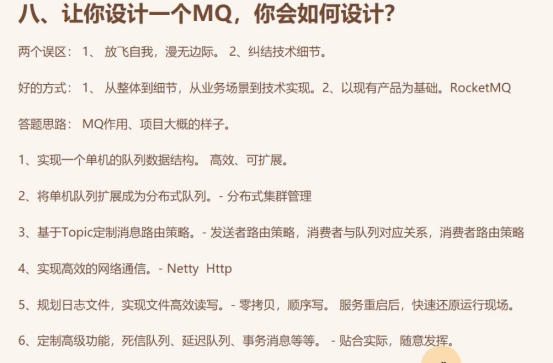 八、让你设计一个MQ，你会如何设计？
两个误区： 1、 放飞自我，漫无边际。 2、纠结技术细节。
好的方式： 1、 从整体到细节，从业务场景到技术实现。2、以现有产品为基础。RocketMQ
答题思路： MQ作用、项目大概的样子。
1、实现一个单机的队列数据结构。 高效、可扩展。
2、将单机队列扩展成为分布式队列。- 分布式集群管理
3、基于Topic定制消息路由策略。- 发送者路由策略，消费者与队列对应关系，消费者路由策略
4、实现高效的网络通信。- Netty Http
5、规划日志文件，实现文件高效读写。- 零拷贝，顺序写。 服务重启后，快速还原运行现场。
6、定制高级功能，死信队列、延迟队列、事务消息等等。 - 贴合实际，随意发挥。